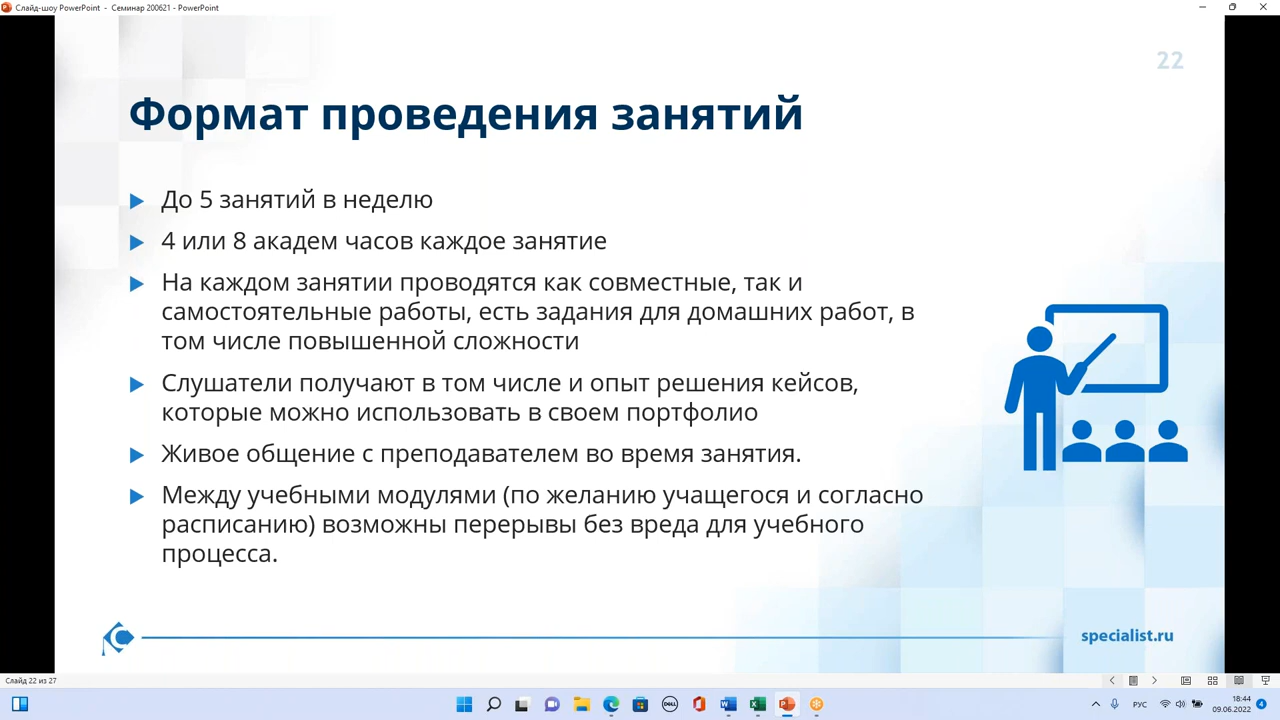 Слайд-шоу PowerPoint - Семинар 200621 - PowerPoint
22
Формат проведения занятий
До 5 занятий в неделю
4 или 8 академ часов каждое занятие
На каждом занятии проводятся как совместные, так и
самостоятельные работы, есть задания для домашних работ, в
том числе повышенной сложности
Слушатели получают в том числе и опыт решения кейсов,
которые можно использовать в своем портфолио
Живое общение с преподавателем во время занятия.
Между учебными модулями (по желанию учащегося и согласно
расписанию) возможны перерывы без вреда для учебного
процесса.
specialist.ru
Слайд 22 из 27
DELL
РУС
18:44
09.06.2022
4